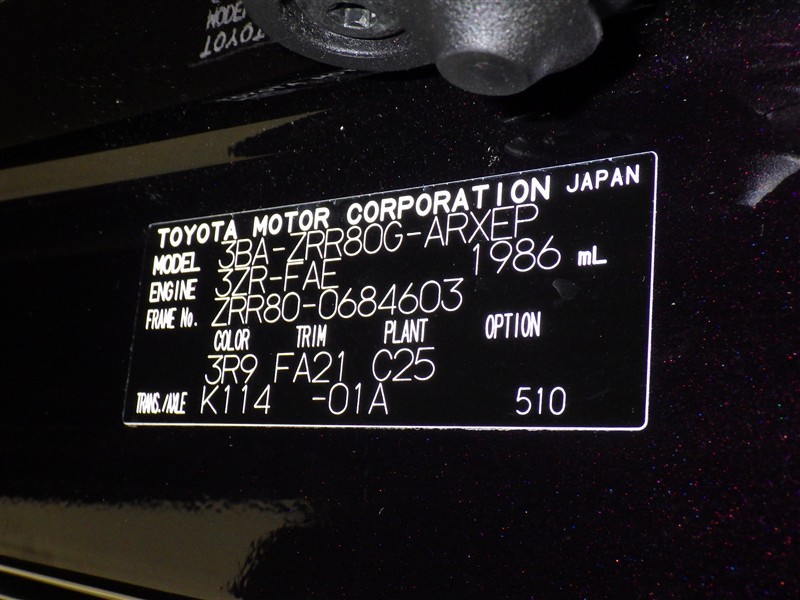 TOYOTA MOTOR CORPORATION JAPAN
MODEL 3BA-ZRR80G-ARXEP
ENGINE 3ZR-FAE 1986 mL
FRAME No. ZRR80-0684603
COLOR TRIM PLANT OPTION
3R9 FA21 C25
TRANS./AXLE K114 -01A 510